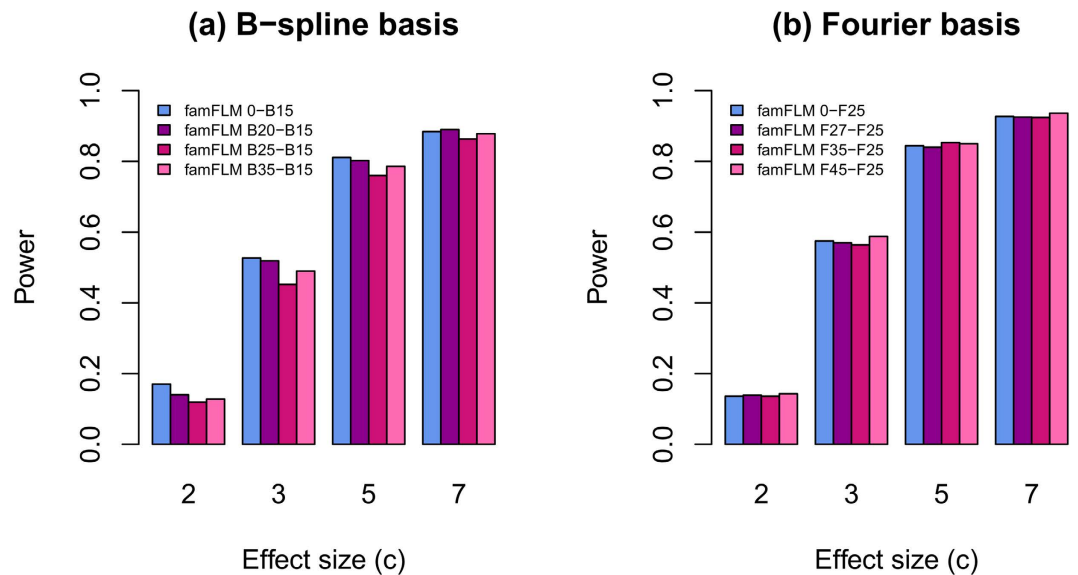 (a) B−spline basis
Power
0.0 0.2 0.4 0.6 0.8 1.0
famFLM 0−B15
famFLM B20−B15
famFLM B25−B15
famFLM B35−B15
2 3 5 7
Effect size (c)
(b) Fourier basis
Power
0.0 0.2 0.4 0.6 0.8 1.0
famFLM 0−F25
famFLM F27−F25
famFLM F35−F25
famFLM F45−F25
2 3 5 7
Effect size (c)